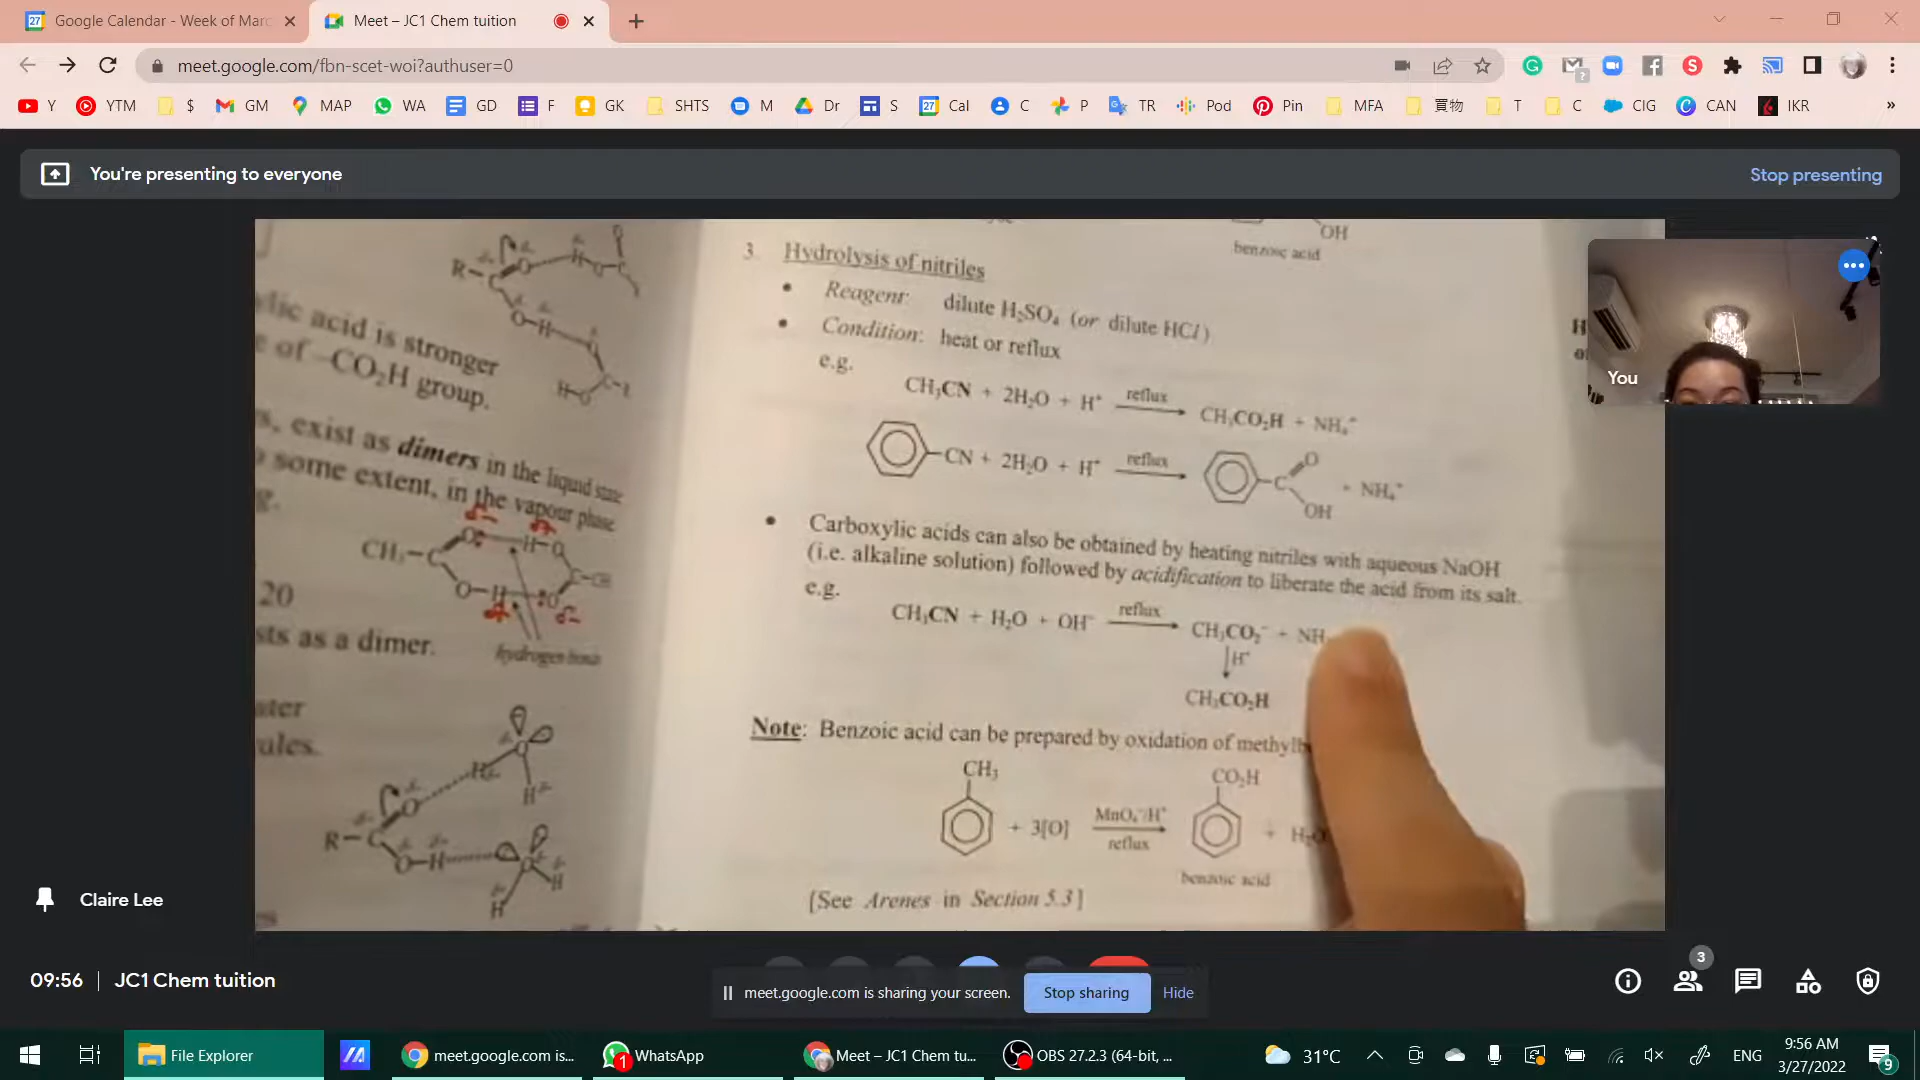 Google Calendar - Week of Marc
Meet – JC1 Chem tuition
meet.google.com/fbn-scet-woi?authuser=0
Y YTM $ GM MAP WA GD F GK SHTS M Dr S Cal C P TR Pod Pin MFA 買物 T C CIG CAN IKR »
You're presenting to everyone
Stop presenting
OH
benzoic acid
3. Hydrolysis of nitriles
• Reagent: dilute H₂SO₄ (or dilute HCl)
• Condition: heat or reflux
e.g.
CH₃CN + 2H₂O + H⁺ reflux CH₃CO₂H + NH₄⁺
CN + 2H₂O + H⁺ reflux C O OH + NH₄⁺
• Carboxylic acids can also be obtained by heating nitriles with aqueous NaOH
(i.e. alkaline solution) followed by acidification to liberate the acid from its salt.
e.g.
CH₃CN + H₂O + OH⁻ reflux CH₃CO₂⁻ + NH
H⁺
CH₃CO₂H
Note: Benzoic acid can be prepared by oxidation of methylb
CH₃ CO₂H
+ 3[O] MnO₄⁻/H⁺ + H₂O
reflux
benzoic acid
[See Arenes in Section 5.3]
ylic acid is stronger
of –CO₂H group.
exist as dimers in the liquid state
some extent, in the vapour phase
g.
CH₃–C O H–O
O–H O
20
sts as a dimer.
hydrogen bonds
ater
ules.
R–C O
O–H
You
Claire Lee
09:56 | JC1 Chem tuition
meet.google.com is sharing your screen. Stop sharing Hide
3
File Explorer
meet.google.com is...
1
WhatsApp
Meet – JC1 Chem tu...
OBS 27.2.3 (64-bit, ...
31°C
ENG
9:56 AM
3/27/2022
9